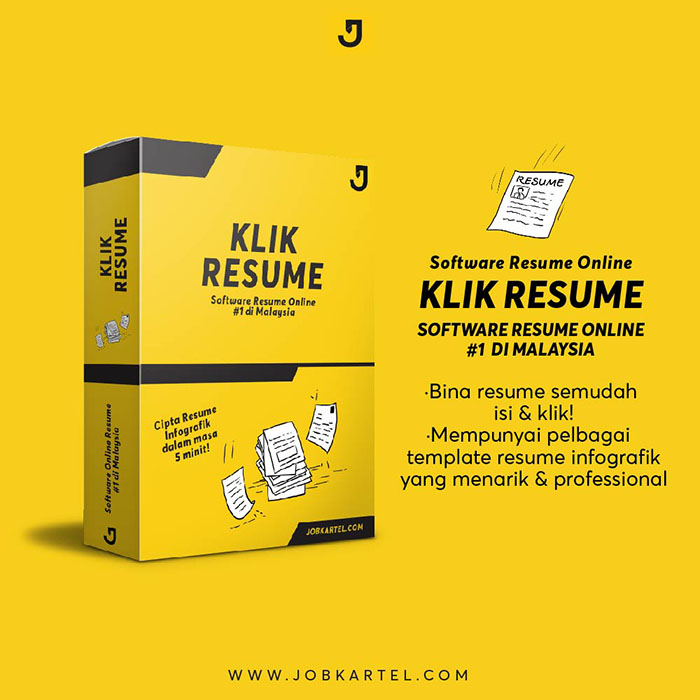 J
J
KLIK
RESUME
Software Resume Online
#1 di Malaysia
Cipta Resume
Infografik
dalam masa
5 minit!
JOBKARTEL.COM
KLIK
RESUME
Software Online Resume
#1 di Malaysia
J
RESUME
Software Resume Online
KLIK RESUME
SOFTWARE RESUME ONLINE
#1 DI MALAYSIA
·Bina resume semudah
isi & klik!
·Mempunyai pelbagai
template resume infografik
yang menarik & professional
WWW.JOBKARTEL.COM